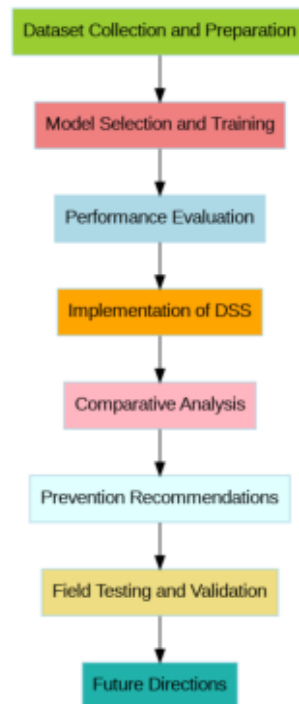 Dataset Collection and Preparation
Model Selection and Training
Performance Evaluation
Implementation of DSS
Comparative Analysis
Prevention Recommendations
Field Testing and Validation
Future Directions